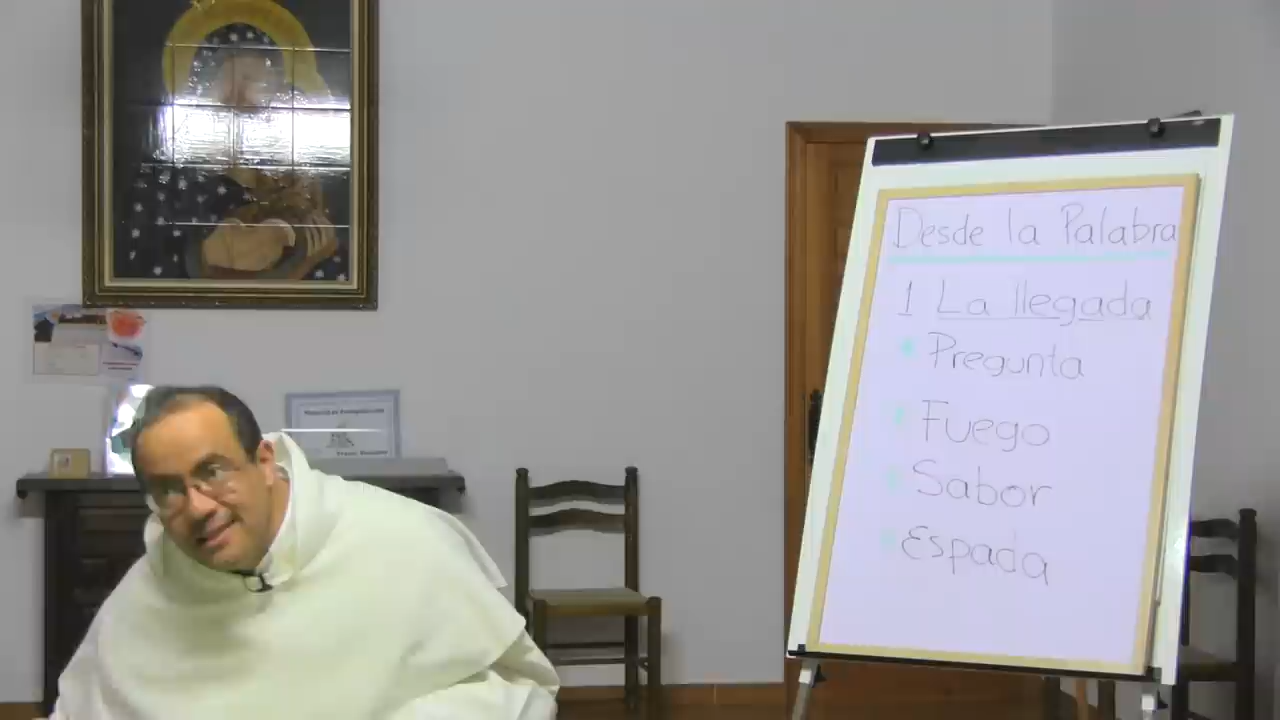 Desde la Palabra
1 La llegada
Pregunta
Fuego
Sabor
Espada